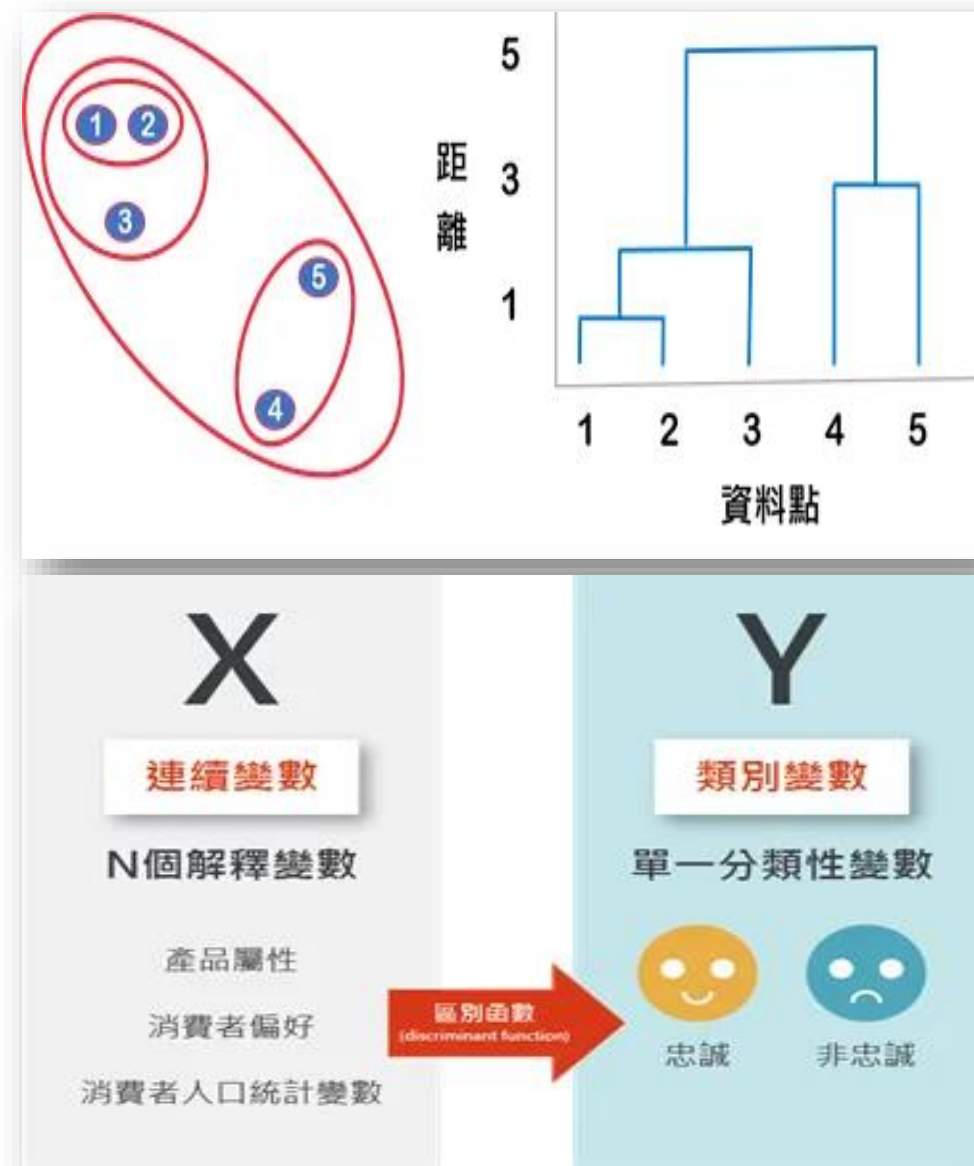 1 2
3
5
4
距離
5
3
1
1 2 3 4 5
資料點
X
連續變數
N個解釋變數
產品屬性
消費者偏好
消費者人口統計變數
區別函數
(discriminant function)
Y
類別變數
單一分類性變數
忠誠
非忠誠